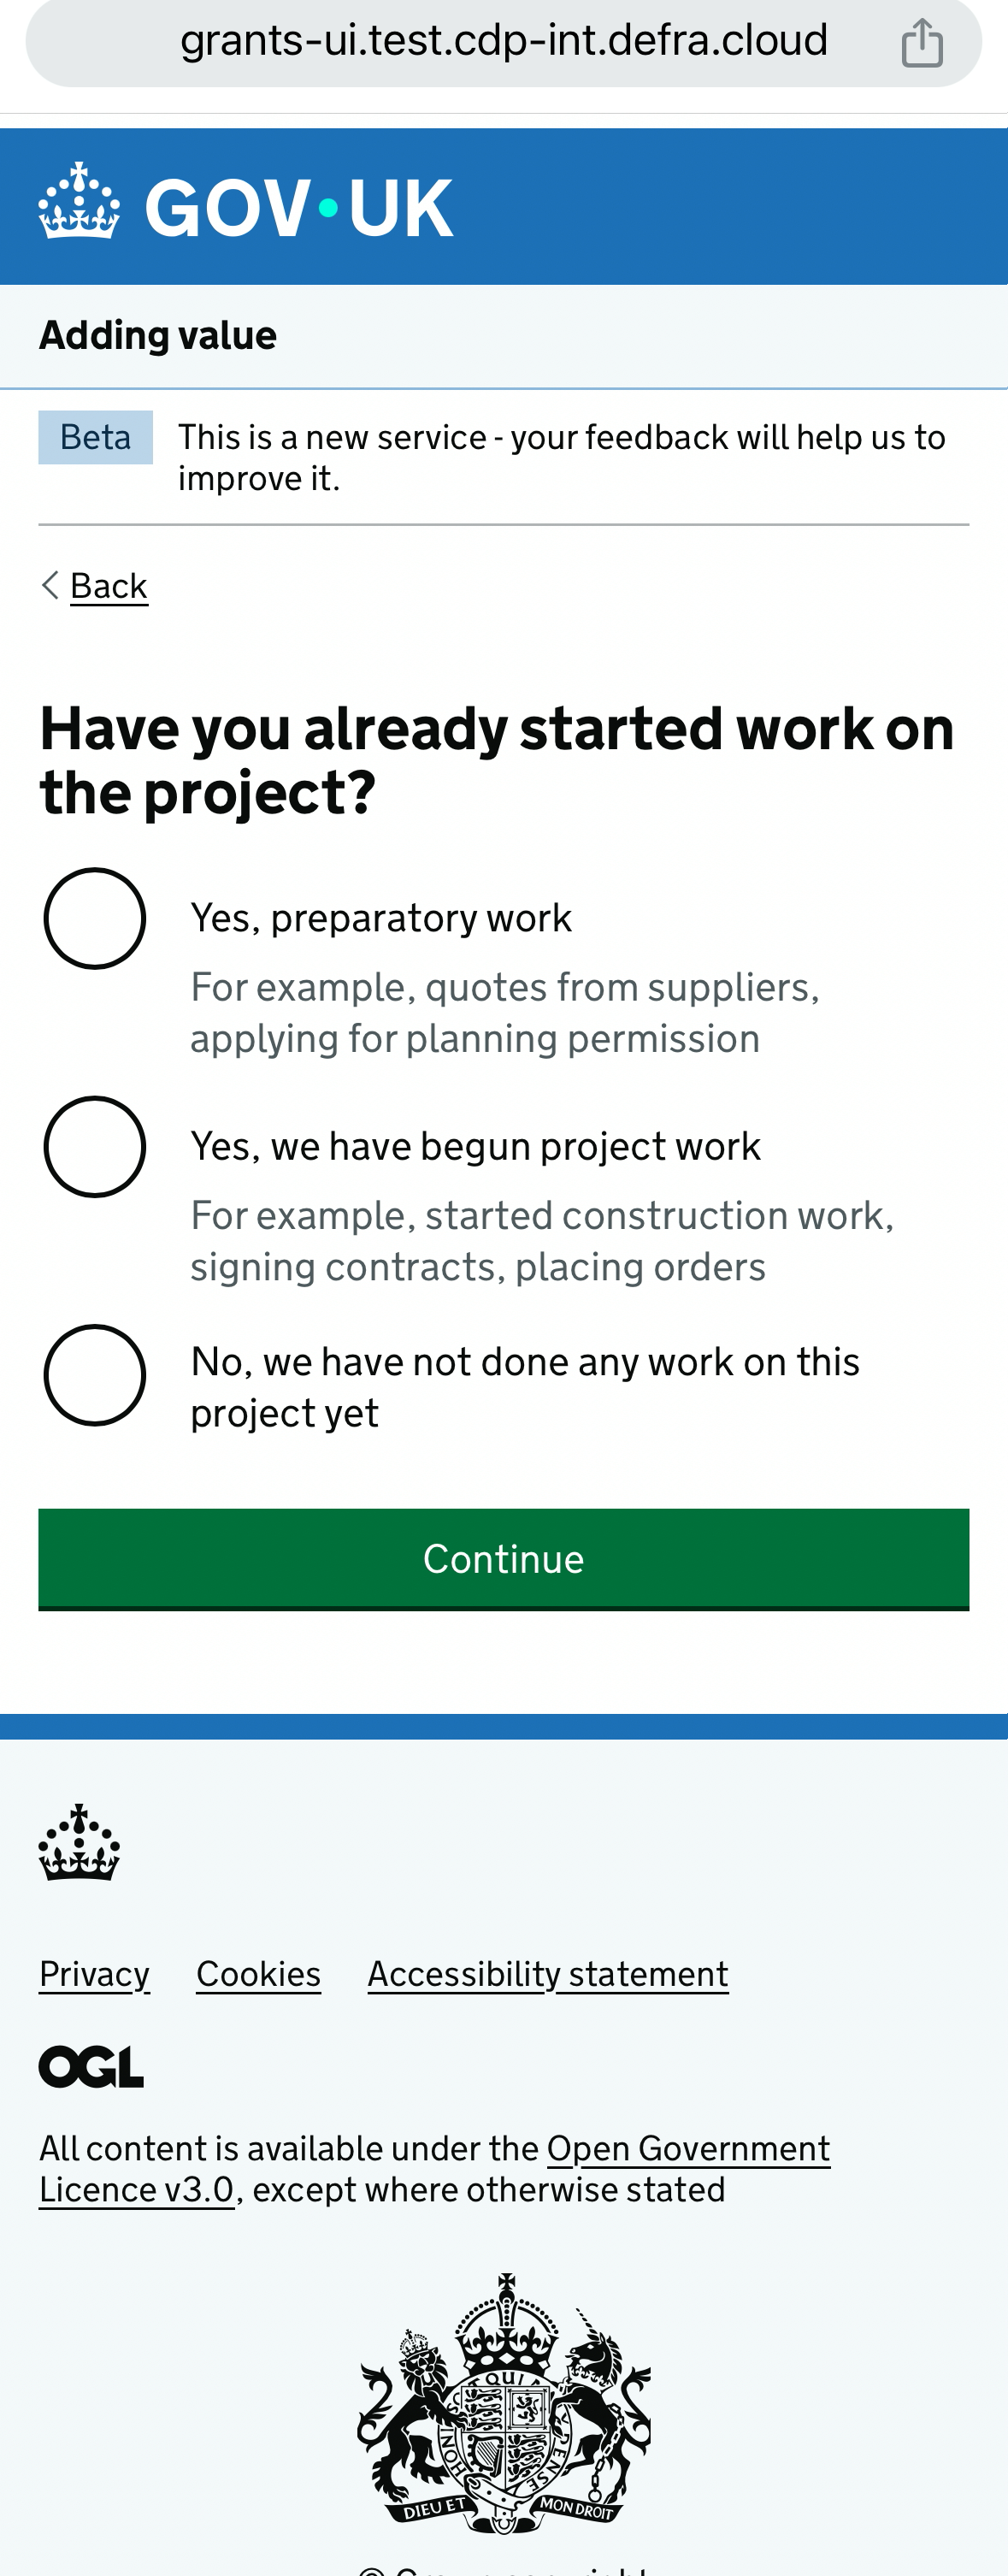 grants-ui.test.cdp-int.defra.cloud
GOV·UK
Adding value
Beta
This is a new service - your feedback will help us to
improve it.
Back
Have you already started work on
the project?
Yes, preparatory work
For example, quotes from suppliers,
applying for planning permission
Yes, we have begun project work
For example, started construction work,
signing contracts, placing orders
No, we have not done any work on this
project yet
Continue
Privacy Cookies Accessibility statement
OGL
All content is available under the Open Government
Licence v3.0, except where otherwise stated
HONI
QUI
PENSE
DIEU ET MON DROIT